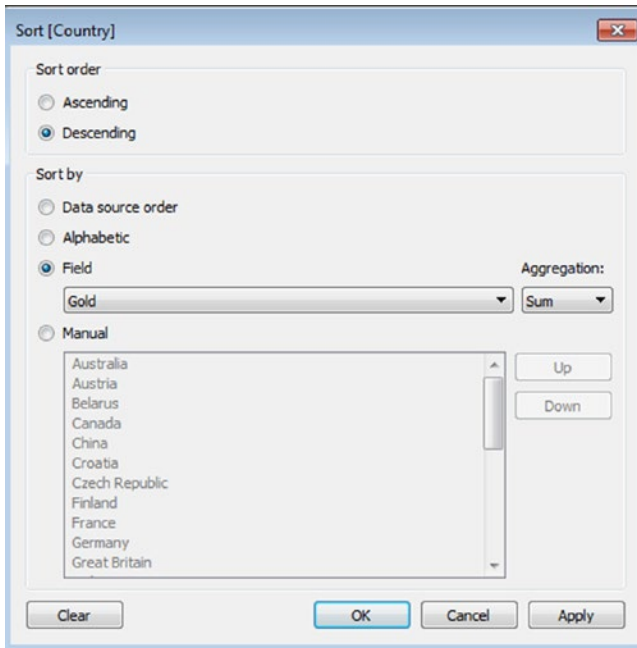 Sort [Country]
Sort order
Ascending
Descending
Sort by
Data source order
Alphabetic
Field
Aggregation:
Gold
Sum
Manual
Australia
Austria
Belarus
Canada
China
Croatia
Czech Republic
Finland
France
Germany
Great Britain
Up
Down
Clear
OK
Cancel
Apply